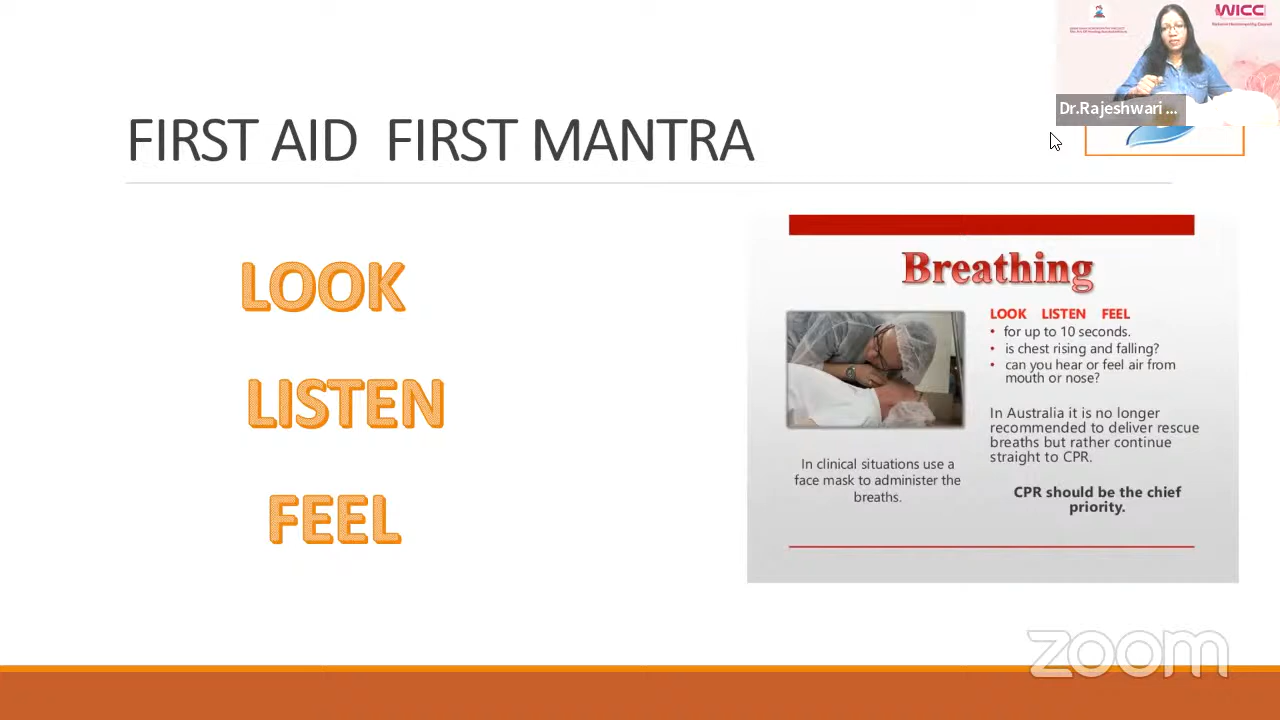 WICC
Dr.Rajeshwari ...
FIRST AID FIRST MANTRA
LOOK
LISTEN
FEEL
Breathing
LOOK LISTEN FEEL
• for up to 10 seconds.
• is chest rising and falling?
• can you hear or feel air from
mouth or nose?
In Australia it is no longer
recommended to deliver rescue
breaths but rather continue
straight to CPR.
CPR should be the chief
priority.
In clinical situations use a
face mask to administer the
breaths.
zoom